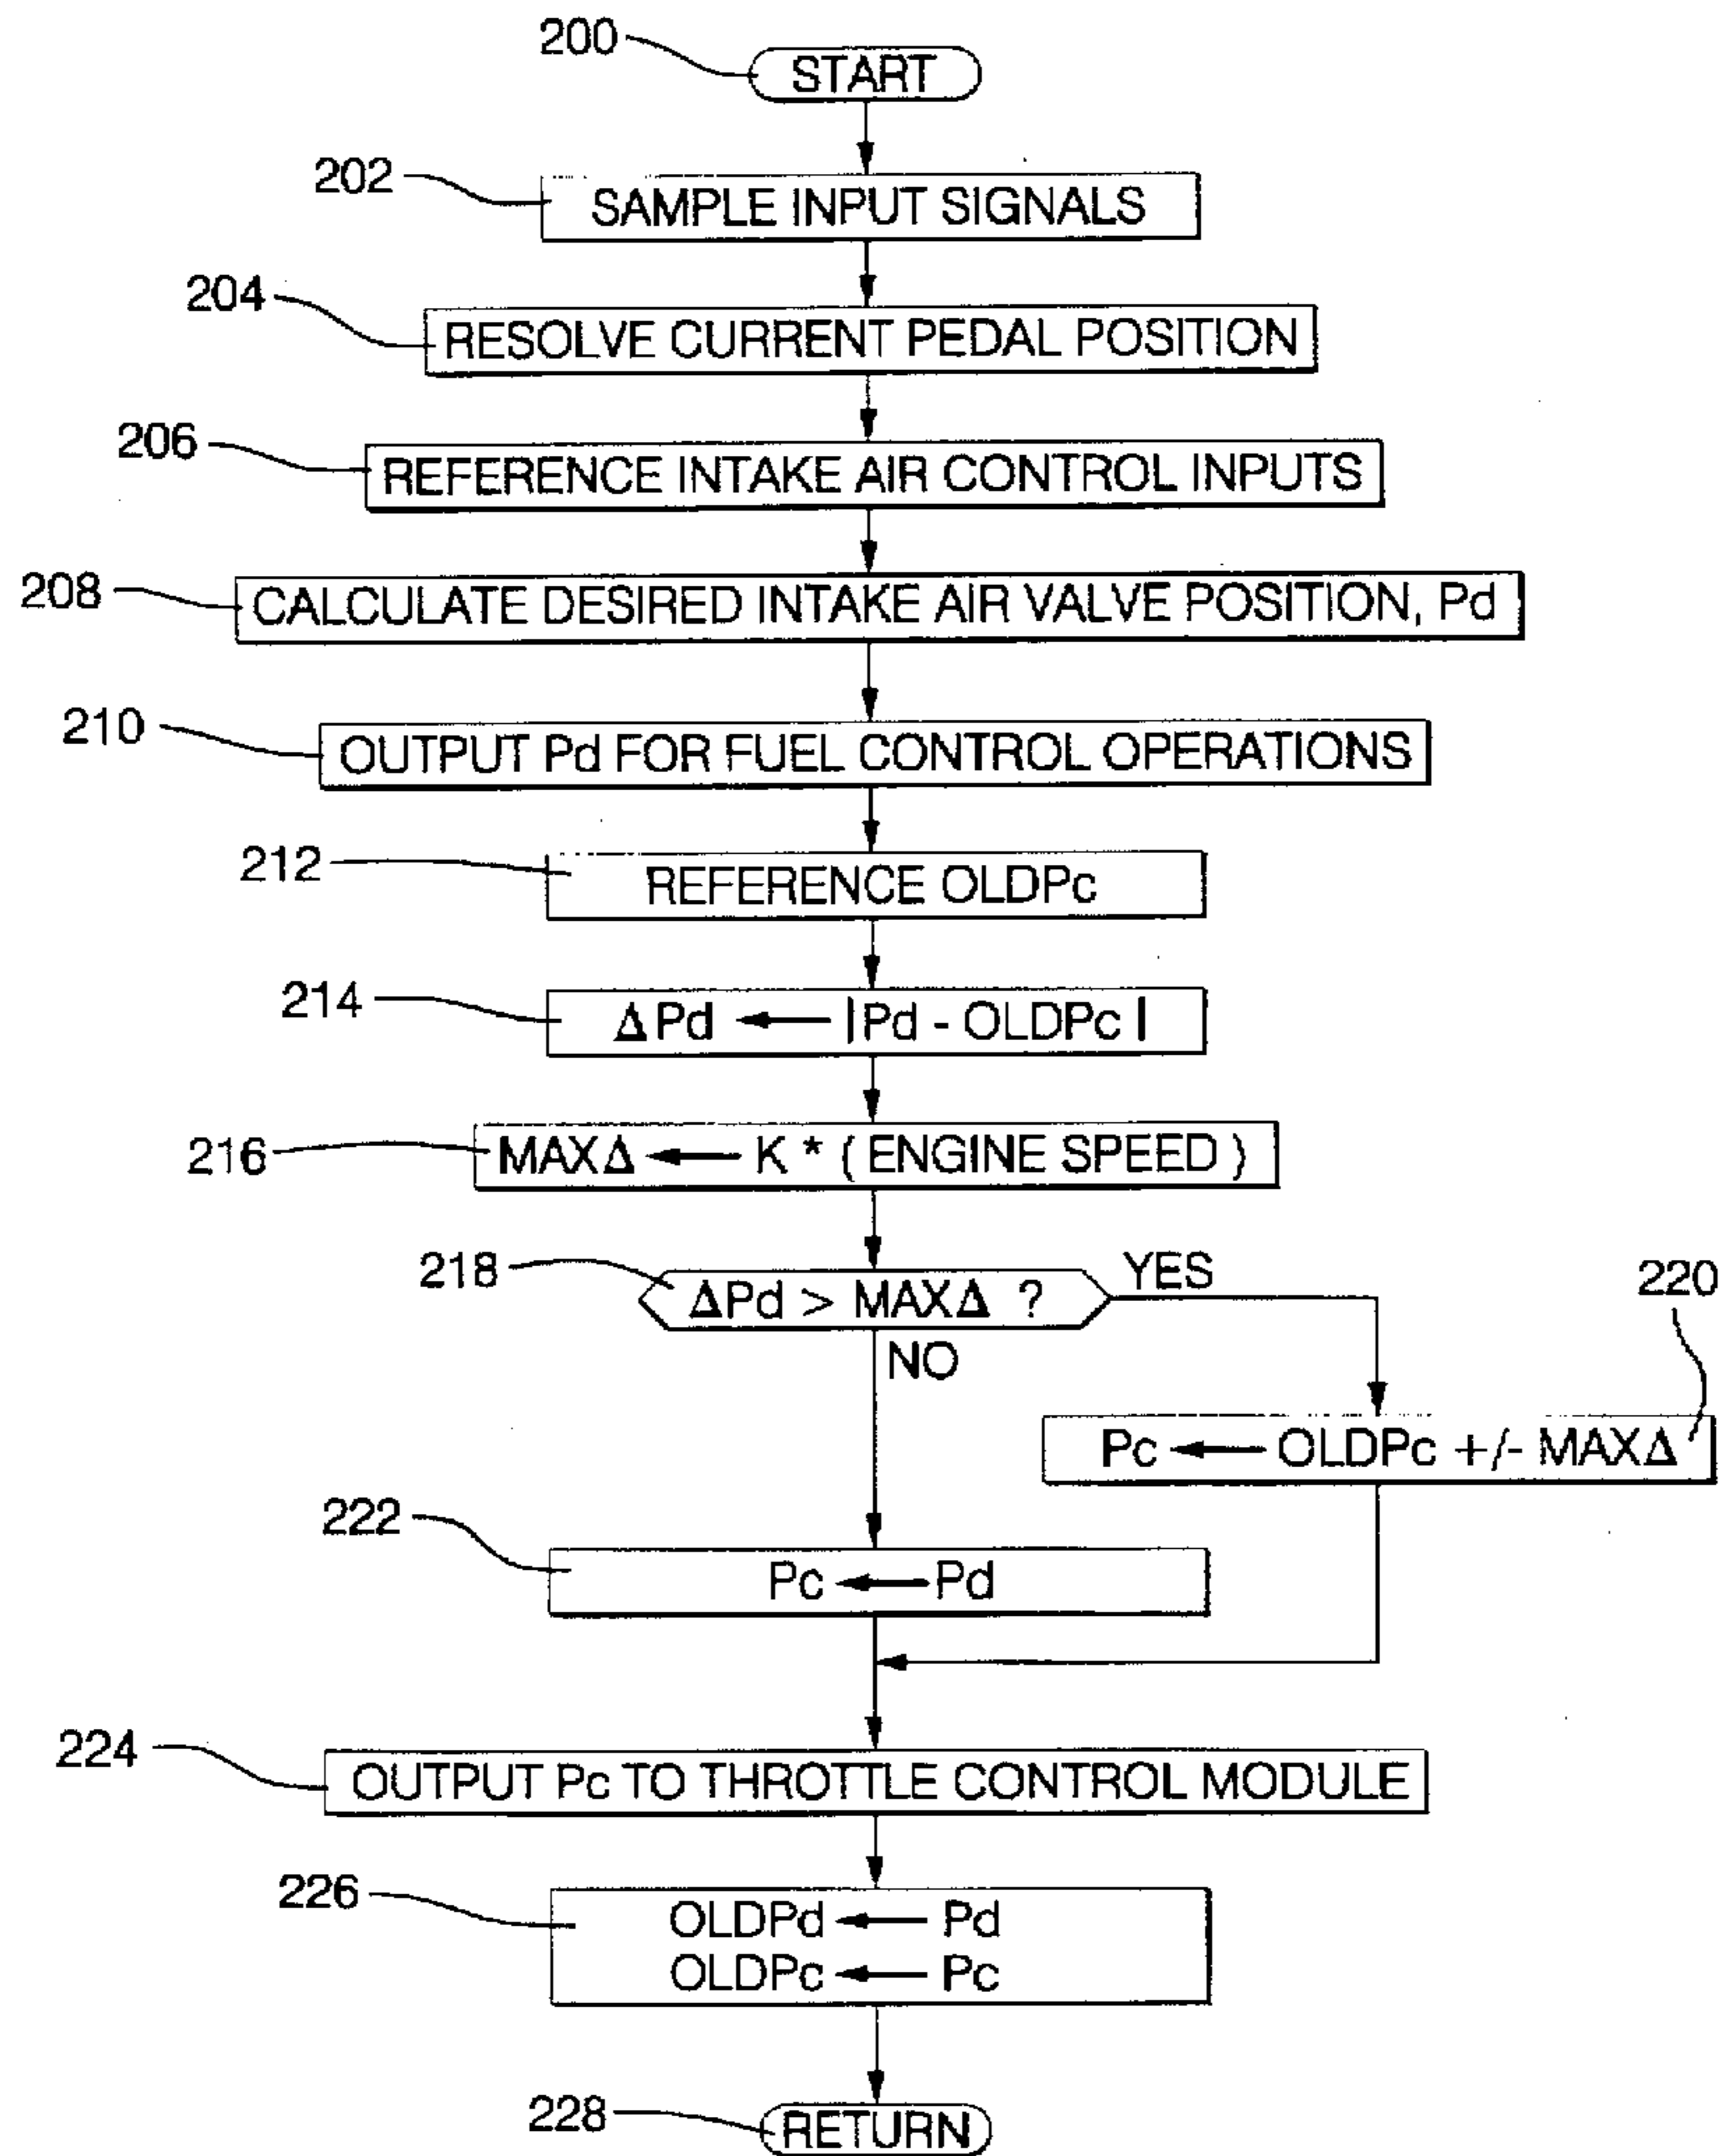 200
START
202
SAMPLE INPUT SIGNALS
204
RESOLVE CURRENT PEDAL POSITION
206
REFERENCE INTAKE AIR CONTROL INPUTS
208
CALCULATE DESIRED INTAKE AIR VALVE POSITION, Pd
210
OUTPUT Pd FOR FUEL CONTROL OPERATIONS
212
REFERENCE OLDPc
214
ΔPd ← |Pd - OLDPc|
216
MAXΔ ← K * ( ENGINE SPEED )
218
ΔPd > MAXΔ ?
YES
NO
220
Pc ← OLDPc +/- MAXΔ
222
Pc ← Pd
224
OUTPUT Pc TO THROTTLE CONTROL MODULE
226
OLDPd ← Pd
OLDPc ← Pc
228
RETURN